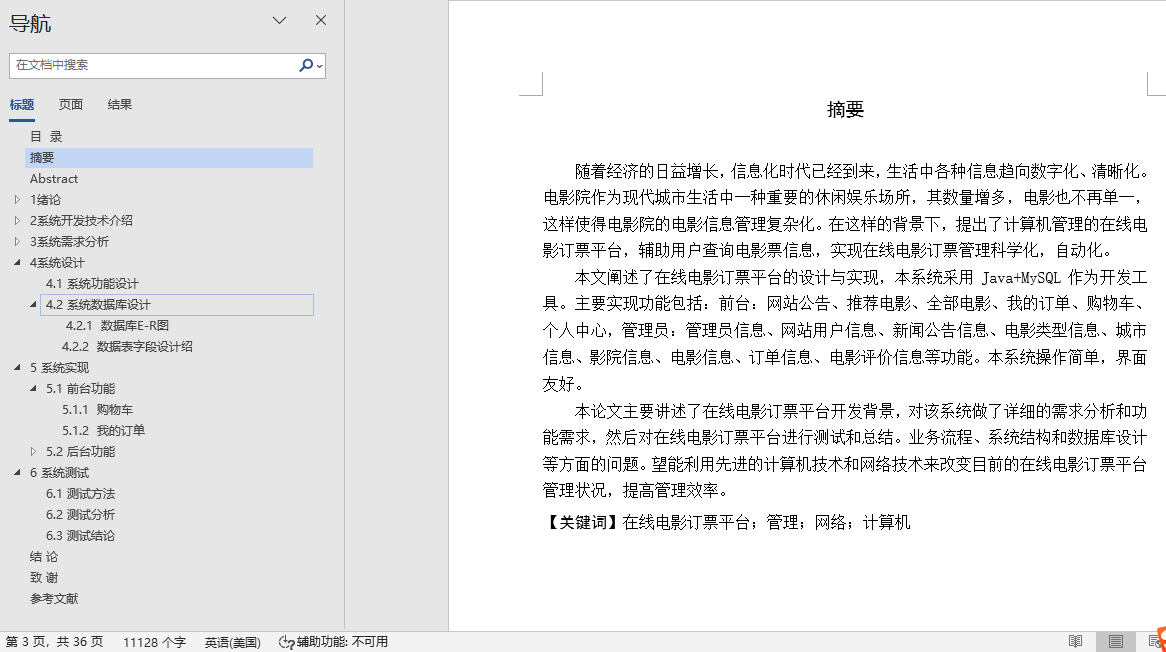 导航
在文档中搜索
标题 页面 结果
目 录
摘要
Abstract
1绪论
2系统开发技术介绍
3系统需求分析
4系统设计
4.1 系统功能设计
4.2 系统数据库设计
4.2.1 数据库E-R图
4.2.2 数据表字段设计绍
5 系统实现
5.1 前台功能
5.1.1 购物车
5.1.2 我的订单
5.2 后台功能
6 系统测试
6.1 测试方法
6.2 测试分析
6.3 测试结论
结 论
致 谢
参考文献
摘要
随着经济的日益增长，信息化时代已经到来，生活中各种信息趋向数字化、清晰化。
电影院作为现代城市生活中一种重要的休闲娱乐场所，其数量增多，电影也不再单一，
这样使得电影院的电影信息管理复杂化。在这样的背景下，提出了计算机管理的在线电
影订票平台，辅助用户查询电影票信息，实现在线电影订票管理科学化，自动化。
本文阐述了在线电影订票平台的设计与实现，本系统采用 Java+MySQL 作为开发工
具。主要实现功能包括：前台：网站公告、推荐电影、全部电影、我的订单、购物车、
个人中心，管理员：管理员信息、网站用户信息、新闻公告信息、电影类型信息、城市
信息、影院信息、电影信息、订单信息、电影评价信息等功能。本系统操作简单，界面
友好。
本论文主要讲述了在线电影订票平台开发背景，对该系统做了详细的需求分析和功
能需求，然后对在线电影订票平台进行测试和总结。业务流程、系统结构和数据库设计
等方面的问题。望能利用先进的计算机技术和网络技术来改变目前的在线电影订票平台
管理状况，提高管理效率。
【关键词】在线电影订票平台；管理；网络；计算机
第 3 页，共 36 页 11128 个字 英语(美国) 辅助功能: 不可用